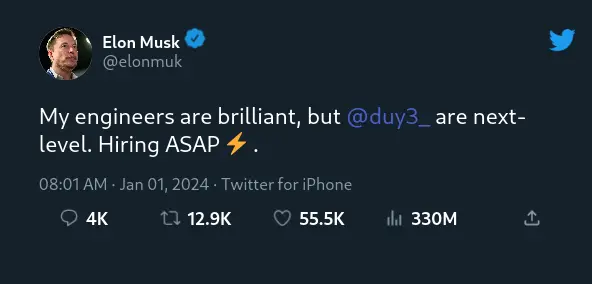 Elon Musk
@elonmuk
My engineers are brilliant, but @duy3_ are next-
level. Hiring ASAP⚡.
08:01 AM · Jan 01, 2024 · Twitter for iPhone
4K 12.9K 55.5K 330M